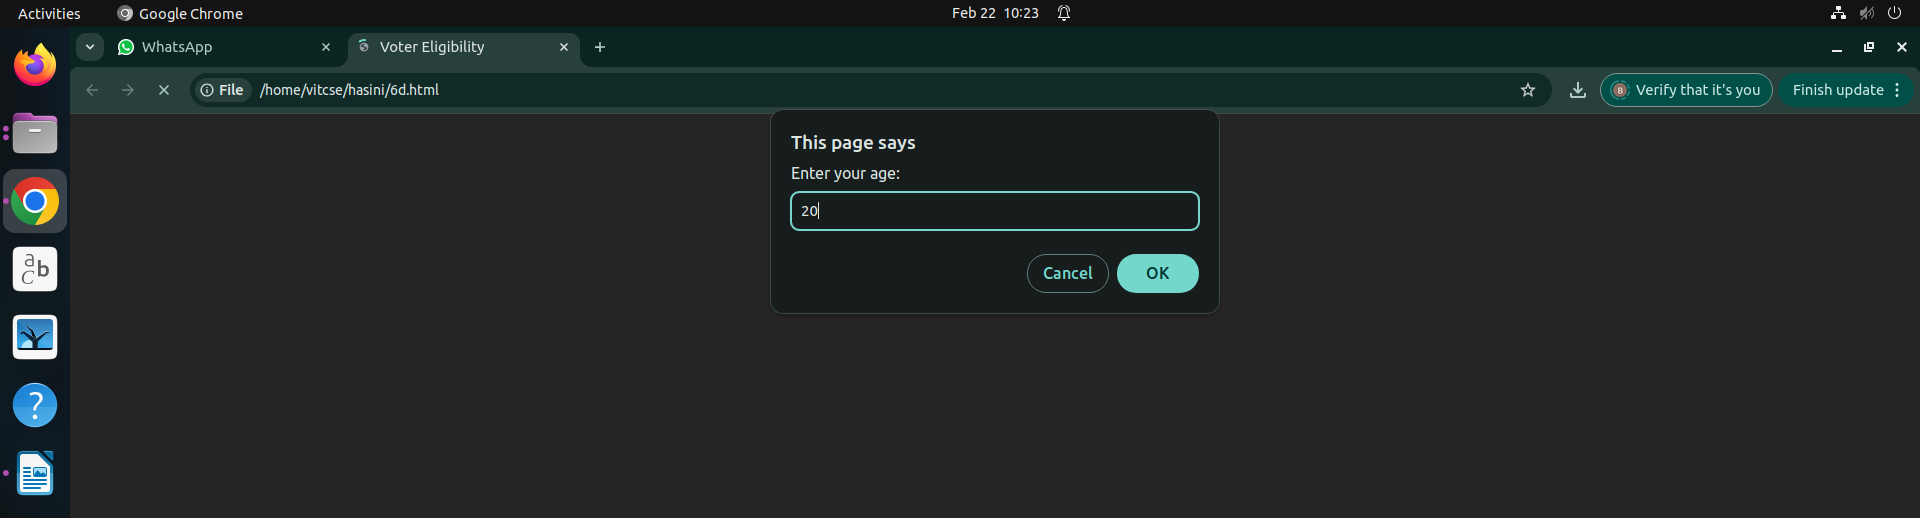 Activities Google Chrome Feb 22 10:23
WhatsApp Voter Eligibility
File /home/vitcse/hasini/6d.html B Verify that it's you Finish update
This page says
Enter your age:
20
Cancel OK
a b c
?